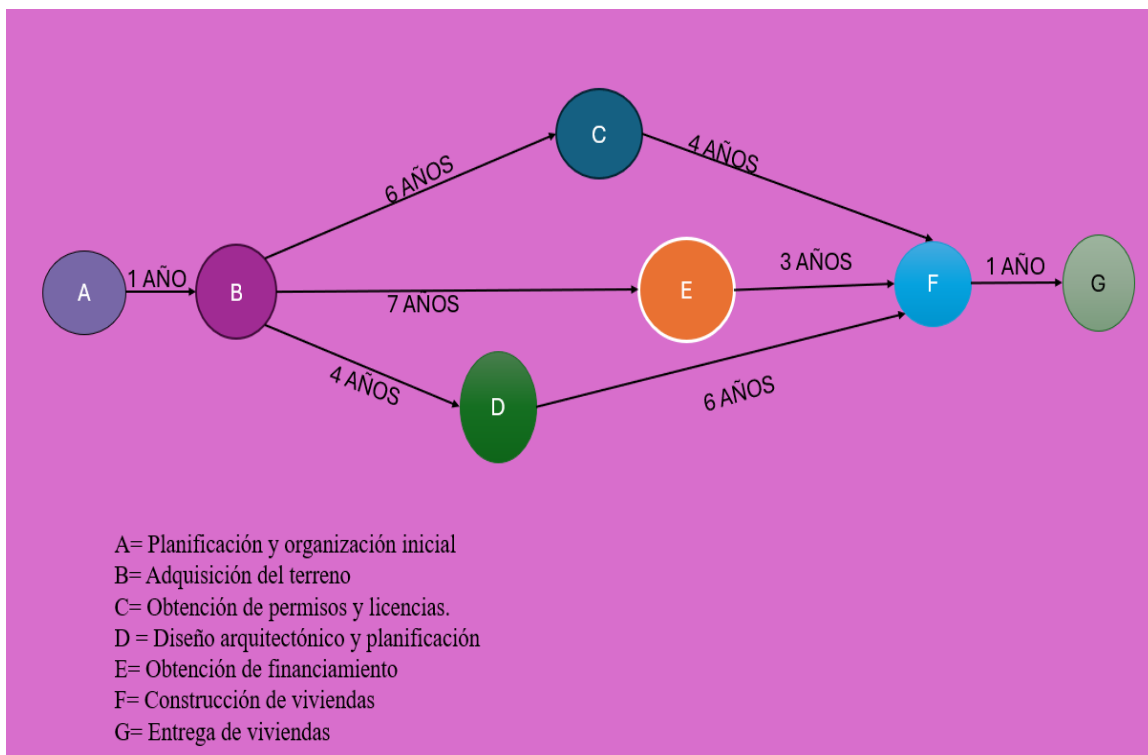 C
4 AÑOS
6 AÑOS
A
1 AÑO
B
7 AÑOS
E
3 AÑOS
F
1 AÑO
G
4 AÑOS
D
6 AÑOS
A= Planificación y organización inicial
B= Adquisición del terreno
C= Obtención de permisos y licencias.
D = Diseño arquitectónico y planificación
E= Obtención de financiamiento
F= Construcción de viviendas
G= Entrega de viviendas